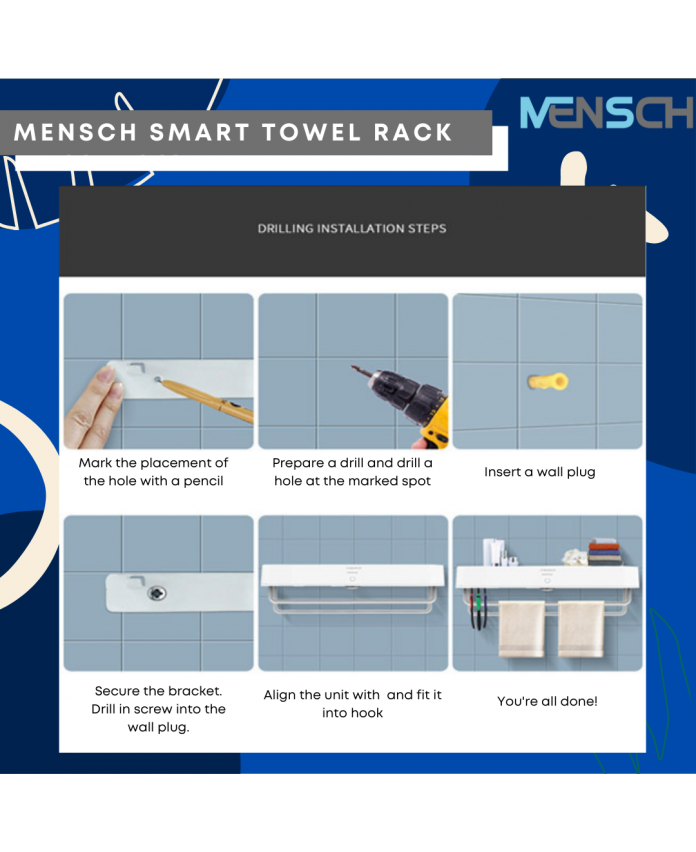 MENSCH SMART TOWEL RACK
MENSCH
DRILLING INSTALLATION STEPS
Mark the placement of
the hole with a pencil
Prepare a drill and drill a
hole at the marked spot
Insert a wall plug
Secure the bracket.
Drill in screw into the
wall plug.
Align the unit with and fit it
into hook
You're all done!